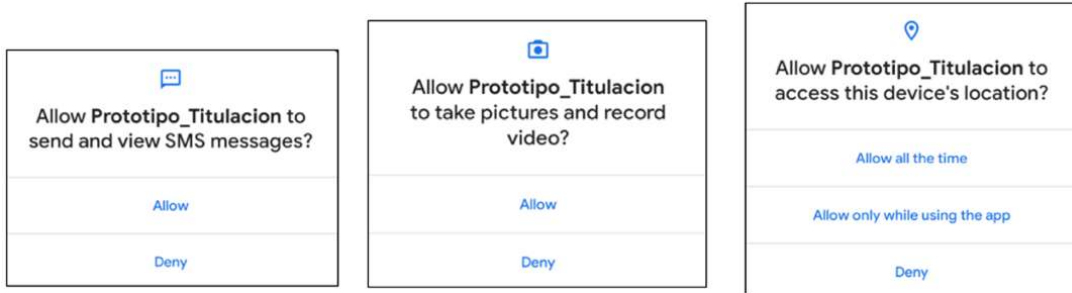 Allow Prototipo_Titulacion to
send and view SMS messages?
Allow
Deny
Allow Prototipo_Titulacion
to take pictures and record
video?
Allow
Deny
Allow Prototipo_Titulacion to
access this device's location?
Allow all the time
Allow only while using the app
Deny